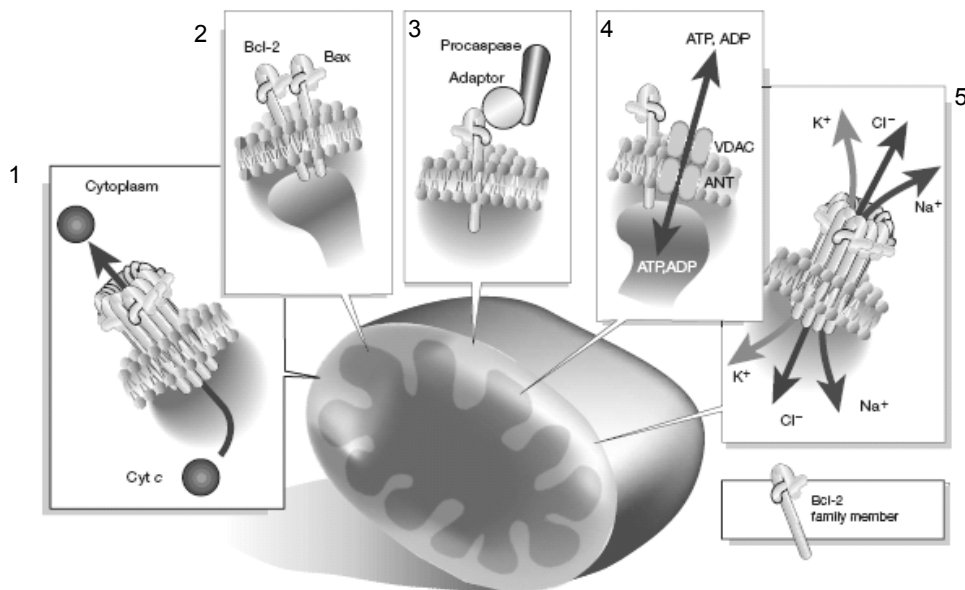 1
Cytoplasm
Cyt c
2
Bcl-2
Bax
3
Procaspase
Adaptor
4
ATP, ADP
VDAC
ANT
ATP,ADP
5
K+
Cl−
Na+
K+
Cl−
Na+
Bcl-2
family member